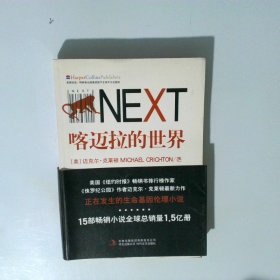 HarperCollinsPublishers
NEXT
喀迈拉的世界
[美]迈克尔·克莱顿 MICHAEL CRICHTON/著
美国《纽约时报》畅销书排行榜作家
《侏罗纪公园》作者迈克尔·克莱顿最新力作
正在发生的生命基因伦理小说
15部畅销小说全球总销量1.5亿册